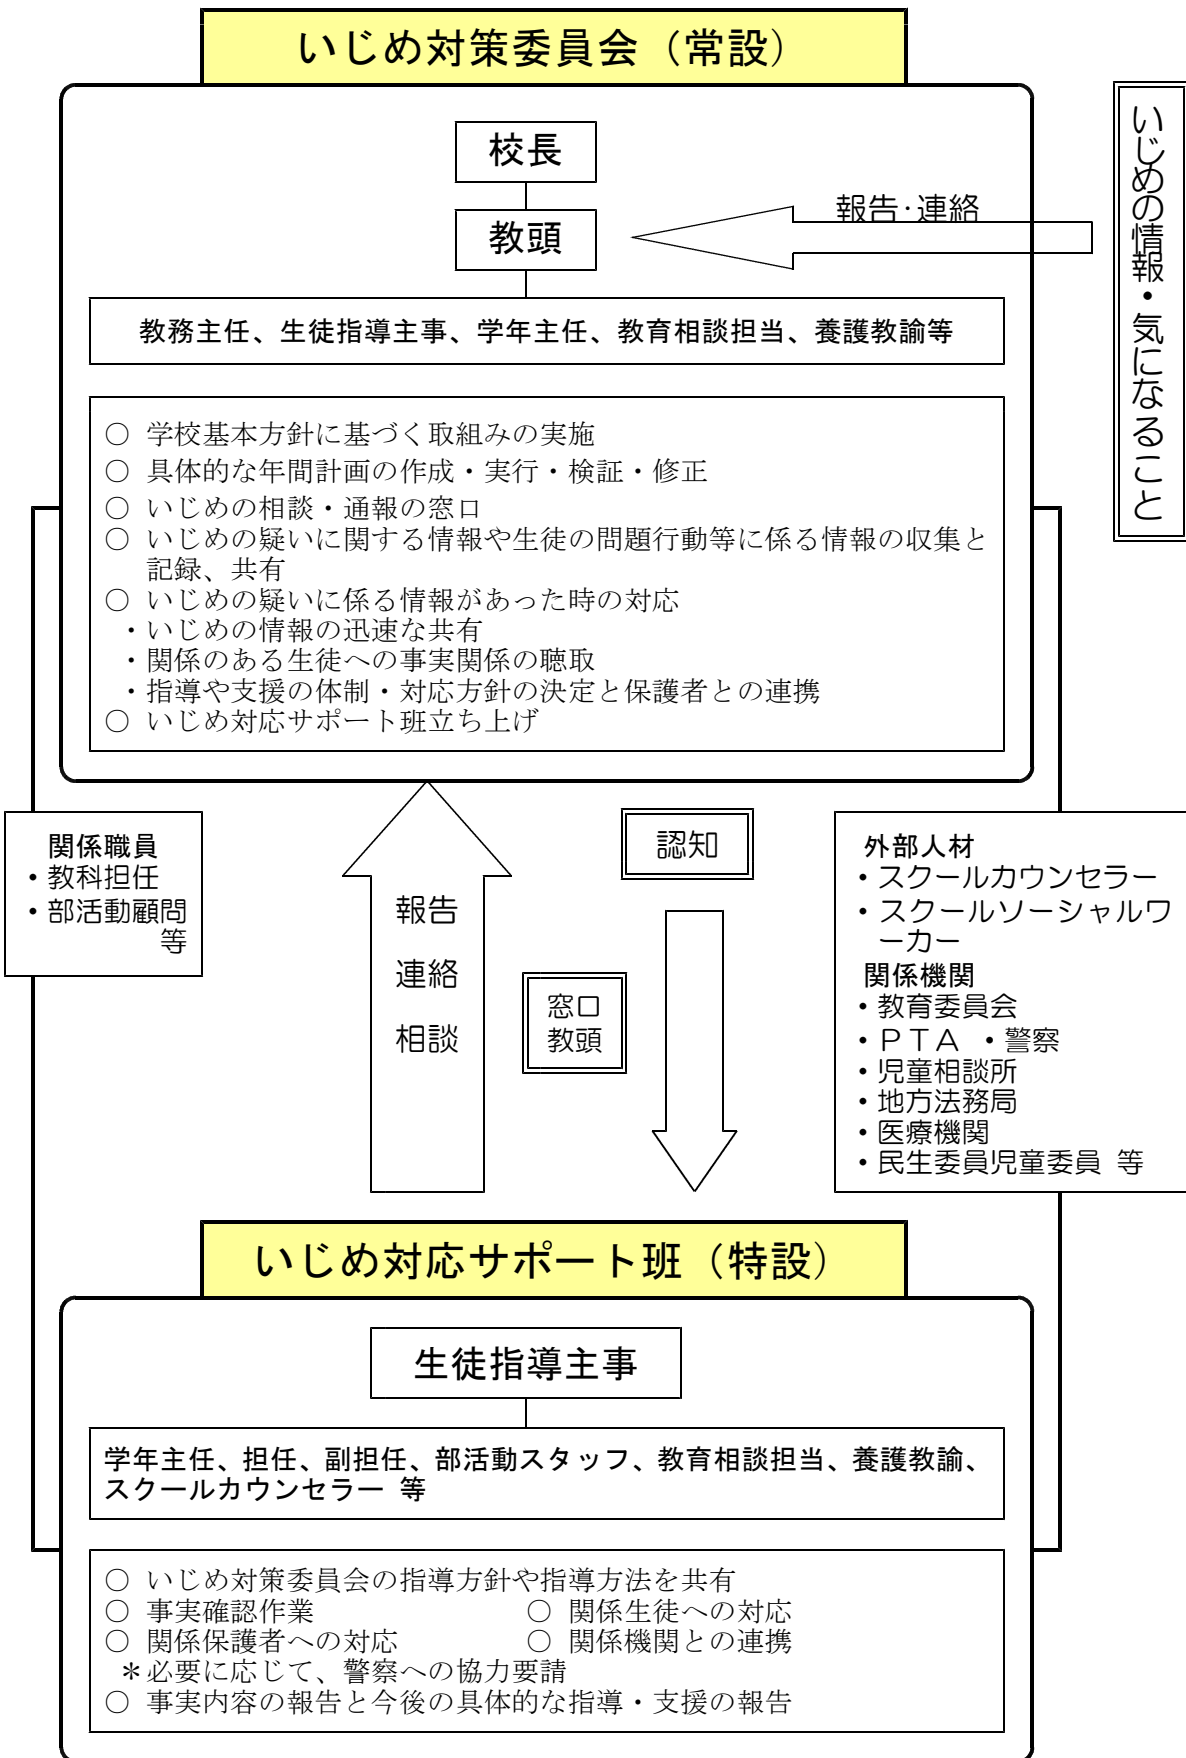 いじめ対策委員会（常設）
校長
報告・連絡
教頭
いじめの情報・気になること
教務主任、生徒指導主事、学年主任、教育相談担当、養護教諭等
○ 学校基本方針に基づく取組みの実施
○ 具体的な年間計画の作成・実行・検証・修正
○ いじめの相談・通報の窓口
○ いじめの疑いに関する情報や生徒の問題行動等に係る情報の収集と
記録、共有
○ いじめの疑いに係る情報があった時の対応
・いじめの情報の迅速な共有
・関係のある生徒への事実関係の聴取
・指導や支援の体制・対応方針の決定と保護者との連携
○ いじめ対応サポート班立ち上げ
関係職員
・教科担任
・部活動顧問
等
報告
連絡
相談
認知
窓口
教頭
外部人材
・スクールカウンセラー
・スクールソーシャルワ
ーカー
関係機関
・教育委員会
・ＰＴＡ ・警察
・児童相談所
・地方法務局
・医療機関
・民生委員児童委員 等
いじめ対応サポート班（特設）
生徒指導主事
学年主任、担任、副担任、部活動スタッフ、教育相談担当、養護教諭、
スクールカウンセラー 等
○ いじめ対策委員会の指導方針や指導方法を共有
○ 事実確認作業 ○ 関係生徒への対応
○ 関係保護者への対応 ○ 関係機関との連携
＊必要に応じて、警察への協力要請
○ 事実内容の報告と今後の具体的な指導・支援の報告